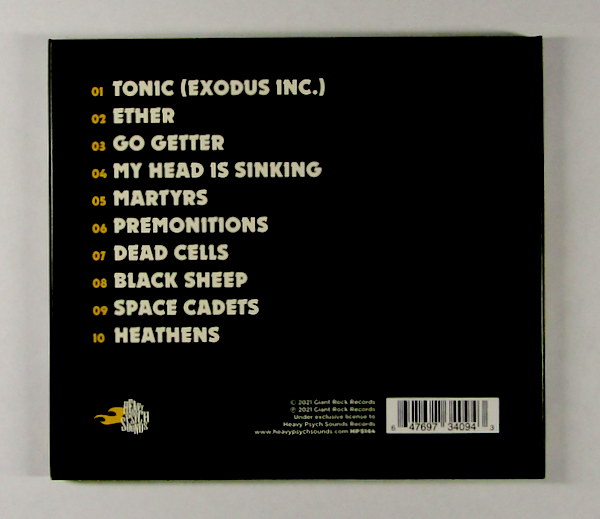 01 TONIC (EXODUS INC.)
02 ETHER
03 GO GETTER
04 MY HEAD IS SINKING
05 MARTYRS
06 PREMONITIONS
07 DEAD CELLS
08 BLACK SHEEP
09 SPACE CADETS
10 HEATHENS
HEAVY
PSYCH
SOUNDS
© 2021 Giant Rock Records
℗ 2021 Giant Rock Records
Under exclusive license to
Heavy Psych Sounds Records
www.heavypsychsounds.com HPS164
6 47697 34094 3